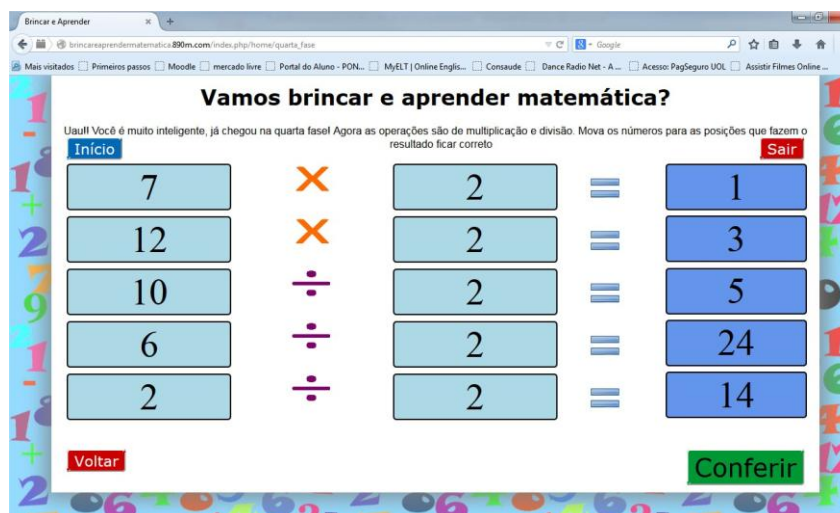 Brincar e Aprender × +
brincareaprendermatematica.890m.com/index.php/home/quarta_fase Google
Mais visitados Primeiros passos Moodle mercado livre Portal do Aluno - PON... MyELT | Online Englis... Consaude Dance Radio Net - A ... Acesso: PagSeguro UOL Assistir Filmes Online ...
Vamos brincar e aprender matemática?
Uau!! Você é muito inteligente, já chegou na quarta fase! Agora as operações são de multiplicação e divisão. Mova os números para as posições que fazem o
resultado ficar correto
Início Sair
7 × 2 = 1
12 × 2 = 3
10 ÷ 2 = 5
6 ÷ 2 = 24
2 ÷ 2 = 14
Voltar Conferir